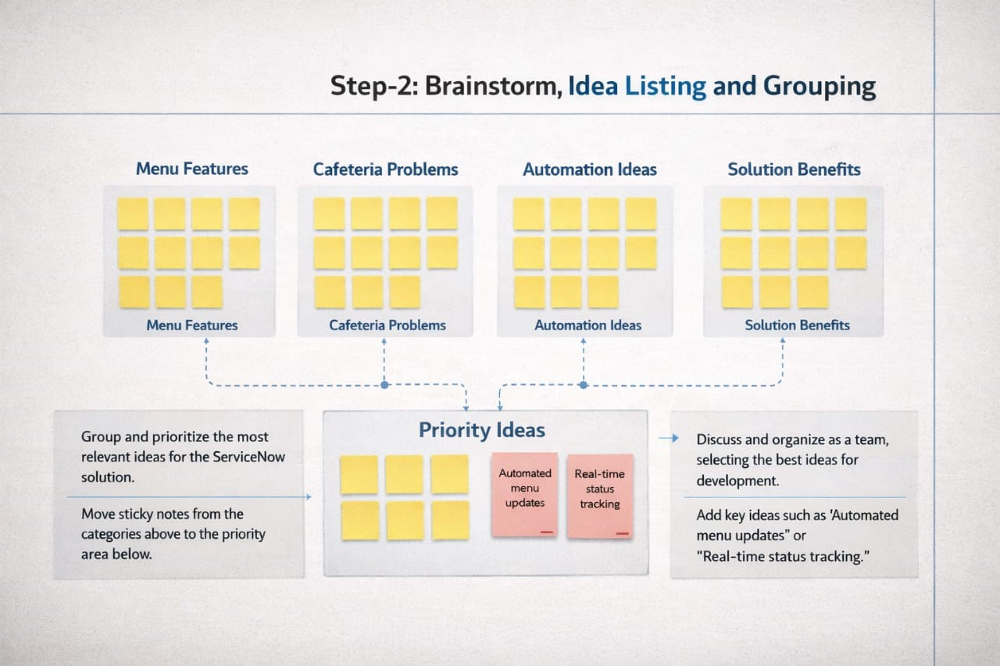 Step-2: Brainstorm, Idea Listing and Grouping
Menu Features
Cafeteria Problems
Automation Ideas
Solution Benefits
Menu Features
Cafeteria Problems
Automation Ideas
Solution Benefits
Group and prioritize the most
relevant ideas for the ServiceNow
solution.
Move sticky notes from the
categories above to the priority
area below.
Priority Ideas
Automated
menu
updates
Real-time
status
tracking
Discuss and organize as a team,
selecting the best ideas for
development.
Add key ideas such as ‘Automated
menu updates” or
“Real-time status tracking.”